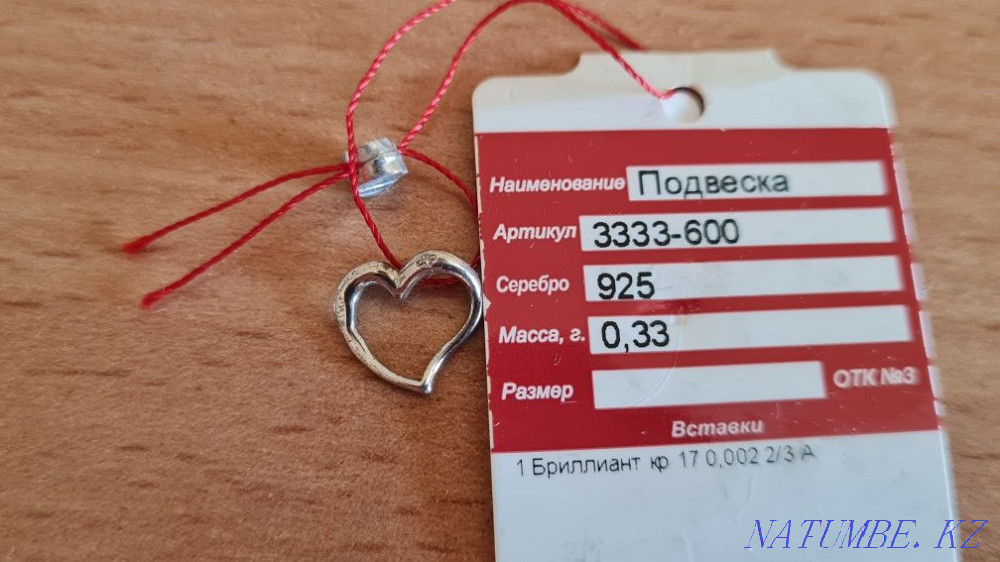 Наименование Подвеска
Артикул 3333-600
Серебро 925
Масса, г. 0,33
Размер ОТК №3
Вставки
1 Бриллиант кр 17 0,002 2/3 А
NATUMBE.KZ